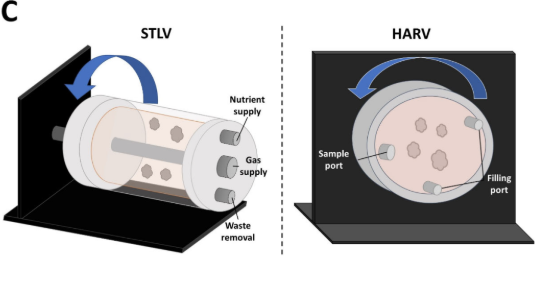 C
STLV
HARV
Nutrient
supply
Gas
supply
Waste
removal
Sample
port
Filling
port